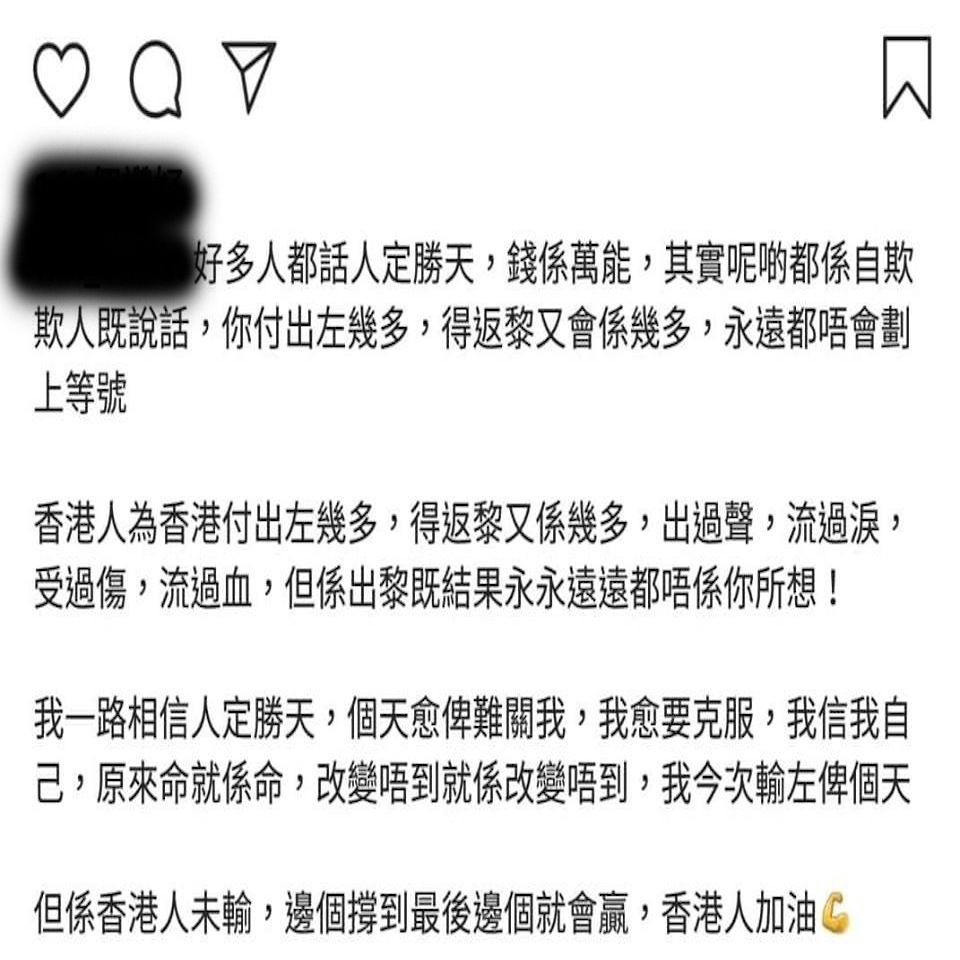 好多人都話人定勝天，錢係萬能，其實呢啲都係自欺
欺人既說話，你付出左幾多，得返黎又會係幾多，永遠都唔會劃
上等號
香港人為香港付出左幾多，得返黎又係幾多，出過聲，流過淚，
受過傷，流過血，但係出黎既結果永永遠遠都唔係你所想！
我一路相信人定勝天，個天愈俾難關我，我愈要克服，我信我自
己，原來命就係命，改變唔到就係改變唔到，我今次輸左俾個天
但係香港人未輸，邊個撐到最後邊個就會贏，香港人加油💪